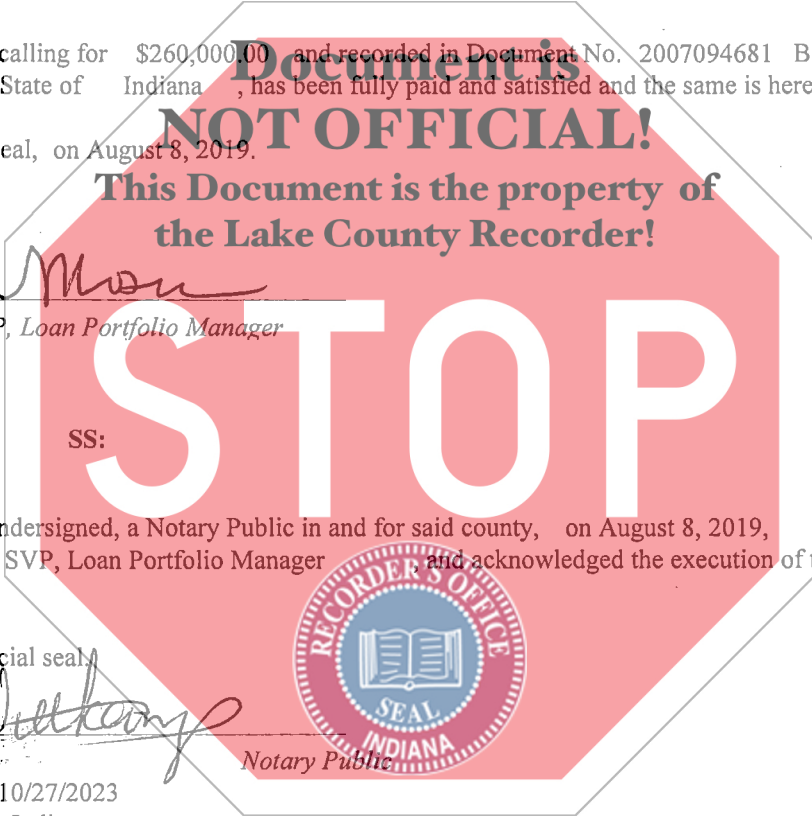 calling for $260,000.00 and recorded in Document No. 2007094681 B
Document is
State of Indiana , has been fully paid and satisfied and the same is here
NOT OFFICIAL!
eal, on August 8, 2019.
This Document is the property of
the Lake County Recorder!
, Loan Portfolio Manager
STOP
SS:
ndersigned, a Notary Public in and for said county, on August 8, 2019,
SVP, Loan Portfolio Manager , and acknowledged the execution of t
RECORDER'S OFFICE
cial seal.
SEAL
INDIANA
Notary Public
10/27/2023